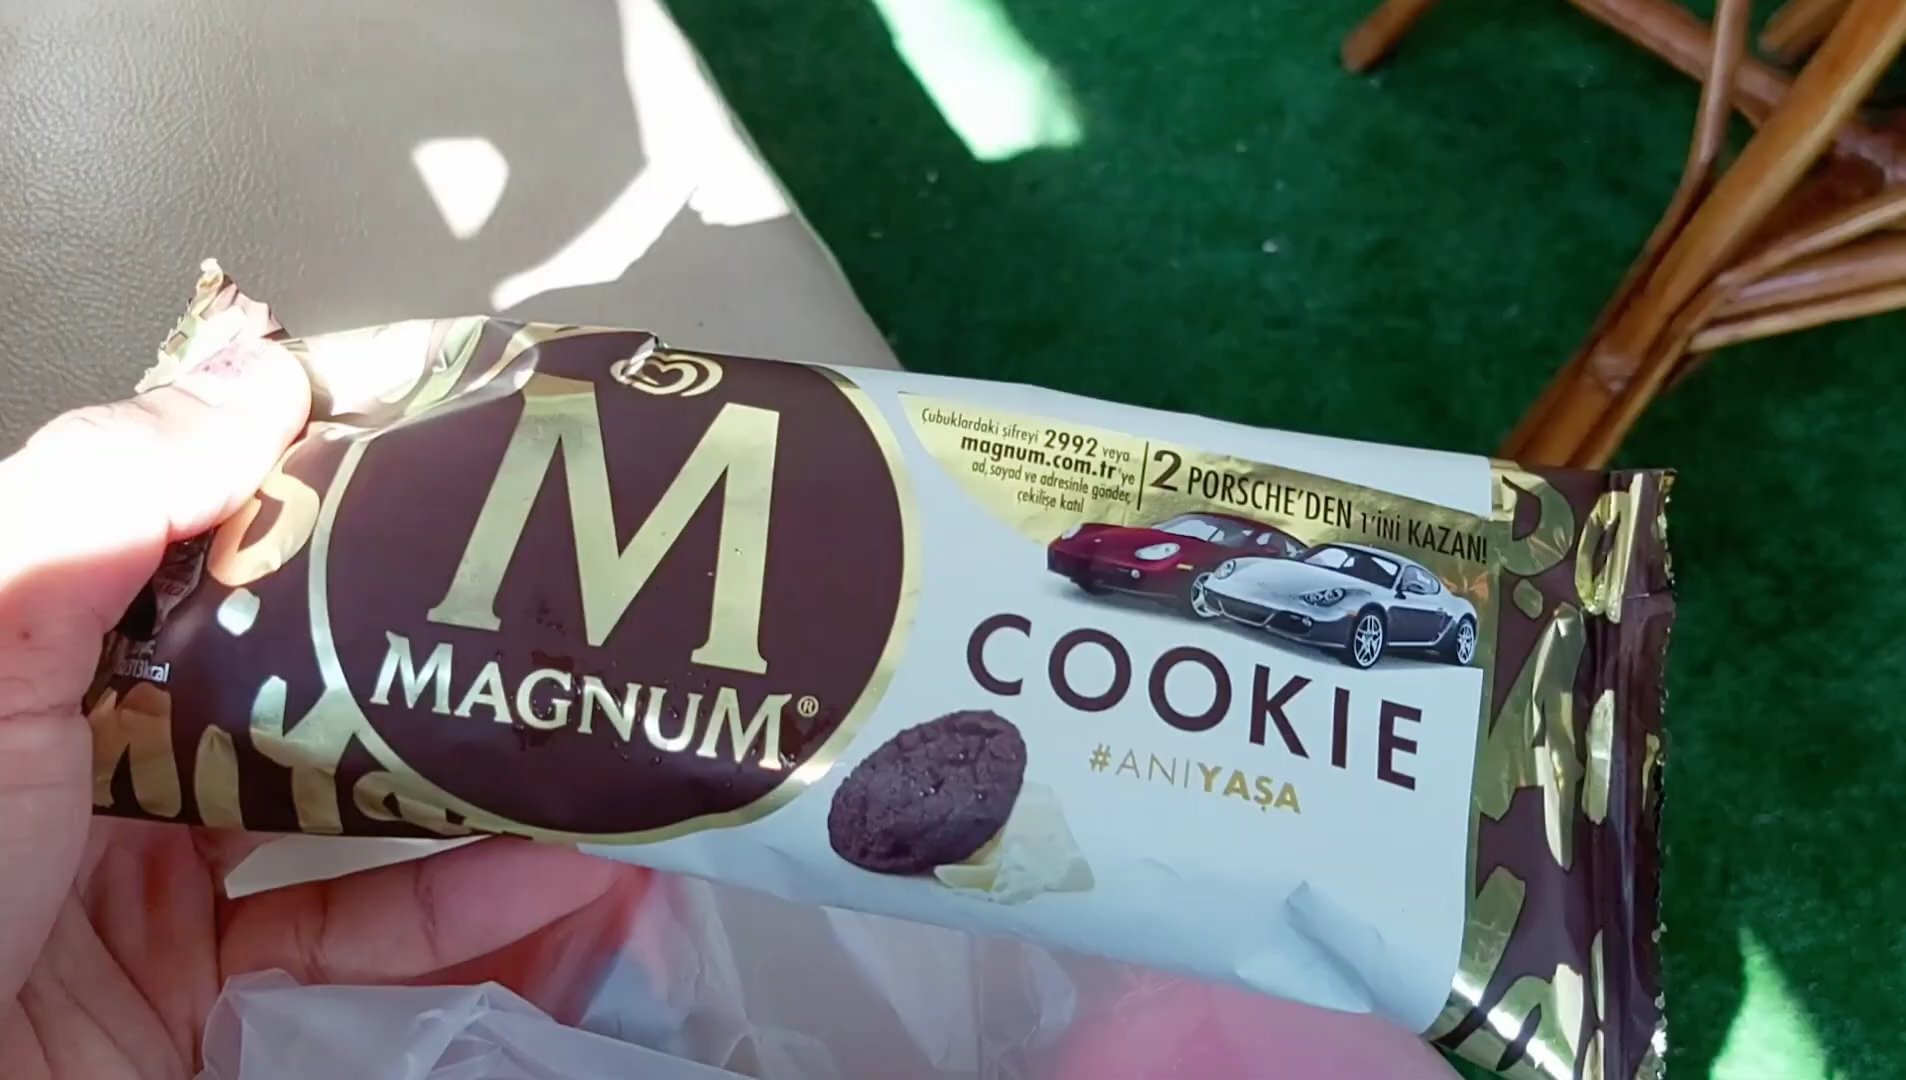 M
MAGNUM®
Çubuklardaki şifreyi 2992 veya
magnum.com.tr'ye
ad, soyad ve adresinle gönder,
çekilişe katıl
2 PORSCHE'DEN 1'İNİ KAZAN!
COOKIE
#ANIYAŞA